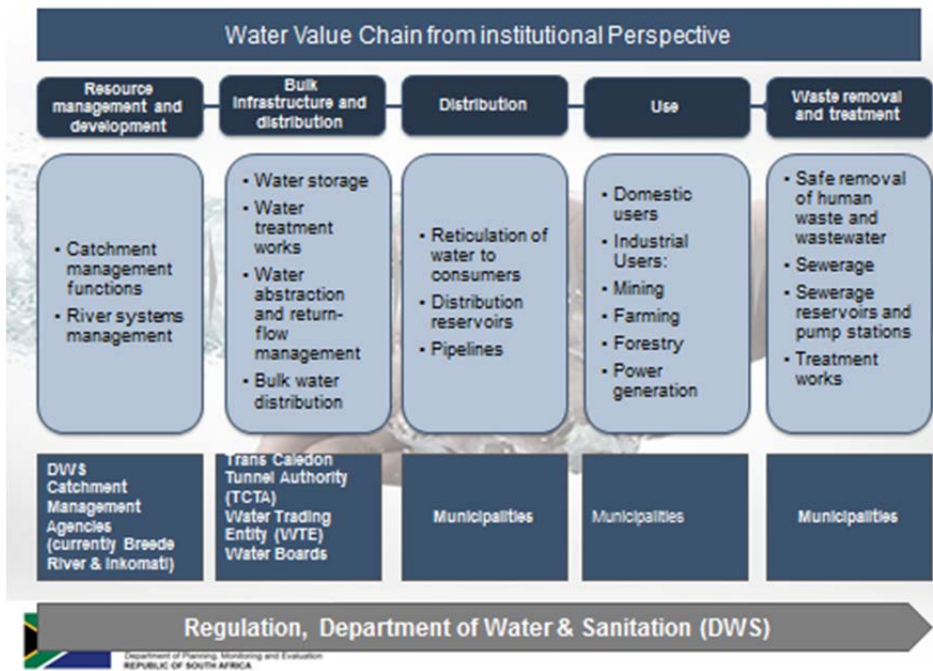 Water Value Chain from institutional Perspective
Resource
management and
development
Bulk
infrastructure and
distribution
Distribution
Use
Waste removal
and treatment
▪ Catchment
management
functions
▪ River systems
management
▪ Water storage
▪ Water
treatment
works
▪ Water
abstraction
and return-
flow
management
▪ Bulk water
distribution
▪ Reticulation of
water to
consumers
▪ Distribution
reservoirs
▪ Pipelines
▪ Domestic
users
▪ Industrial
Users:
▪ Mining
▪ Farming
▪ Forestry
▪ Power
generation
▪ Safe removal
of human
waste and
wastewater
▪ Sewerage
▪ Sewerage
reservoirs and
pump stations
▪ Treatment
works
DWS
Catchment
Management
Agencies
(currently Breede
River & Inkomati)
Trans Caledon
Tunnel Authority
(TCTA)
Water Trading
Entity (WTE)
Water Boards
Municipalities
Municipalities
Municipalities
Regulation, Department of Water & Sanitation (DWS)
Department of Planning, Monitoring and Evaluation
REPUBLIC OF SOUTH AFRICA